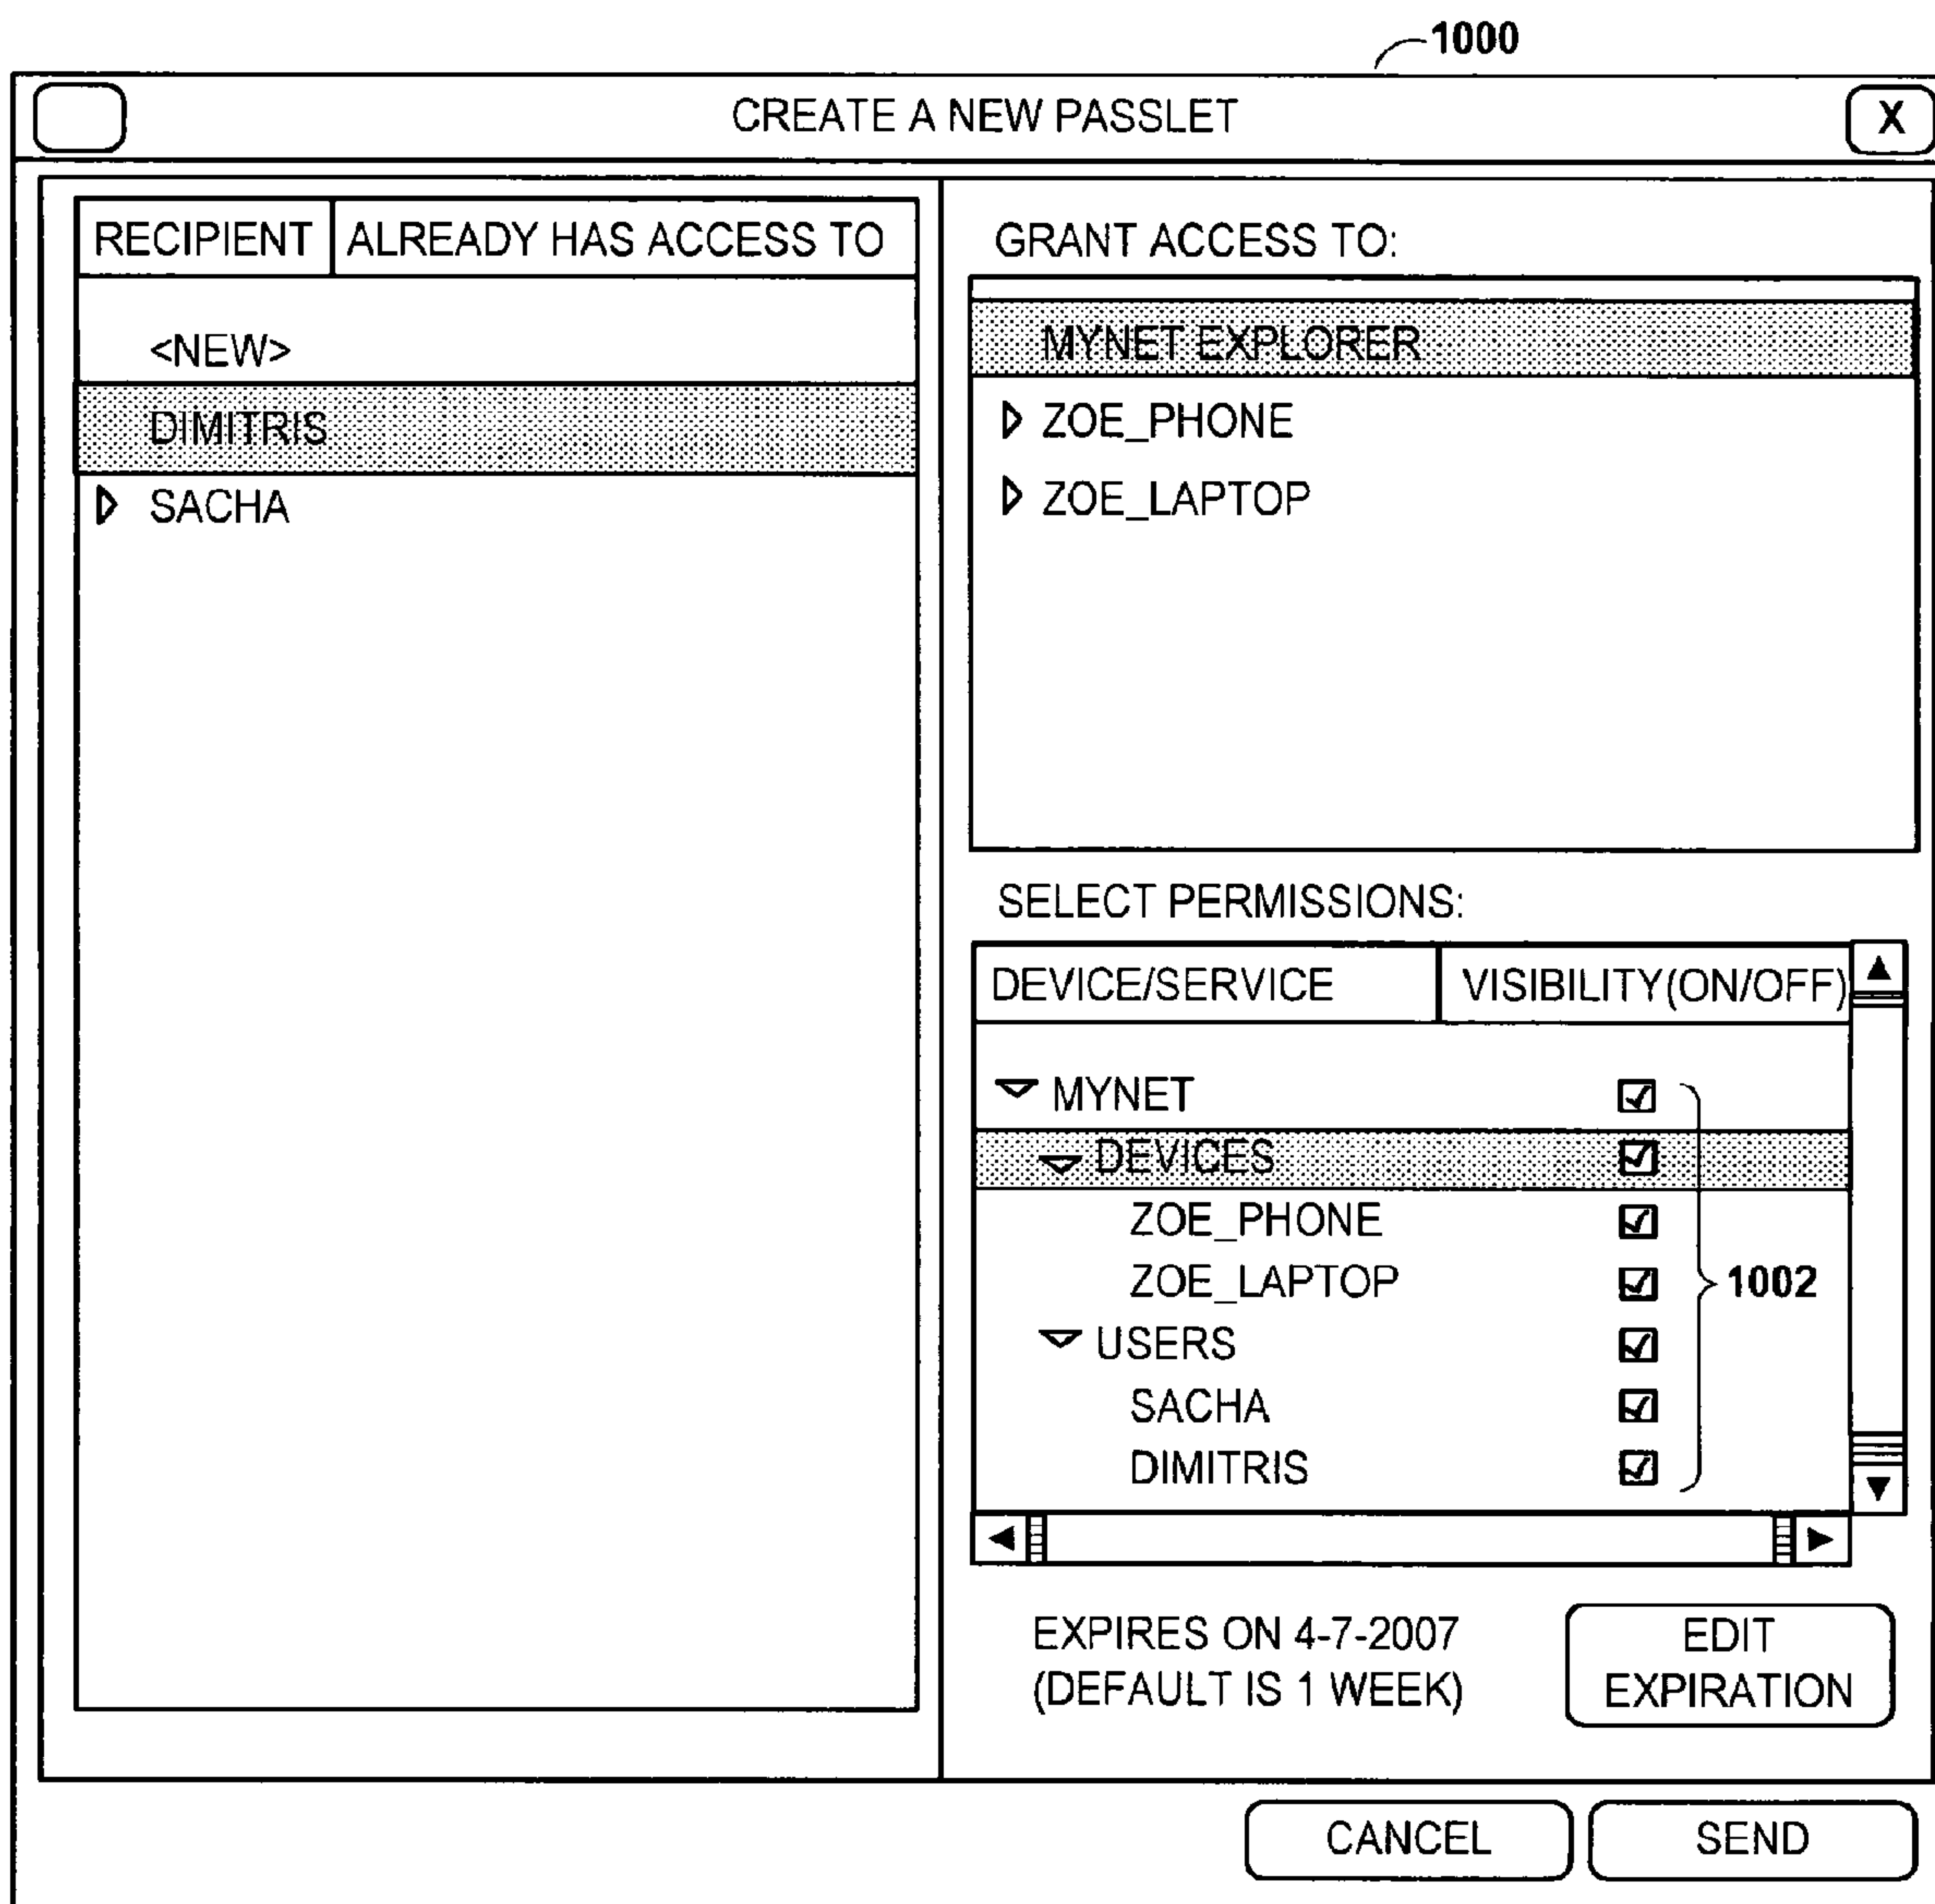 1000
CREATE A NEW PASSLET
X
RECIPIENT ALREADY HAS ACCESS TO
<NEW>
DIMITRIS
SACHA
GRANT ACCESS TO:
MYNET EXPLORER
ZOE_PHONE
ZOE_LAPTOP
SELECT PERMISSIONS:
DEVICE/SERVICE VISIBILITY(ON/OFF)
MYNET
DEVICES
ZOE_PHONE
ZOE_LAPTOP
1002
USERS
SACHA
DIMITRIS
EXPIRES ON 4-7-2007
(DEFAULT IS 1 WEEK)
EDIT
EXPIRATION
CANCEL
SEND